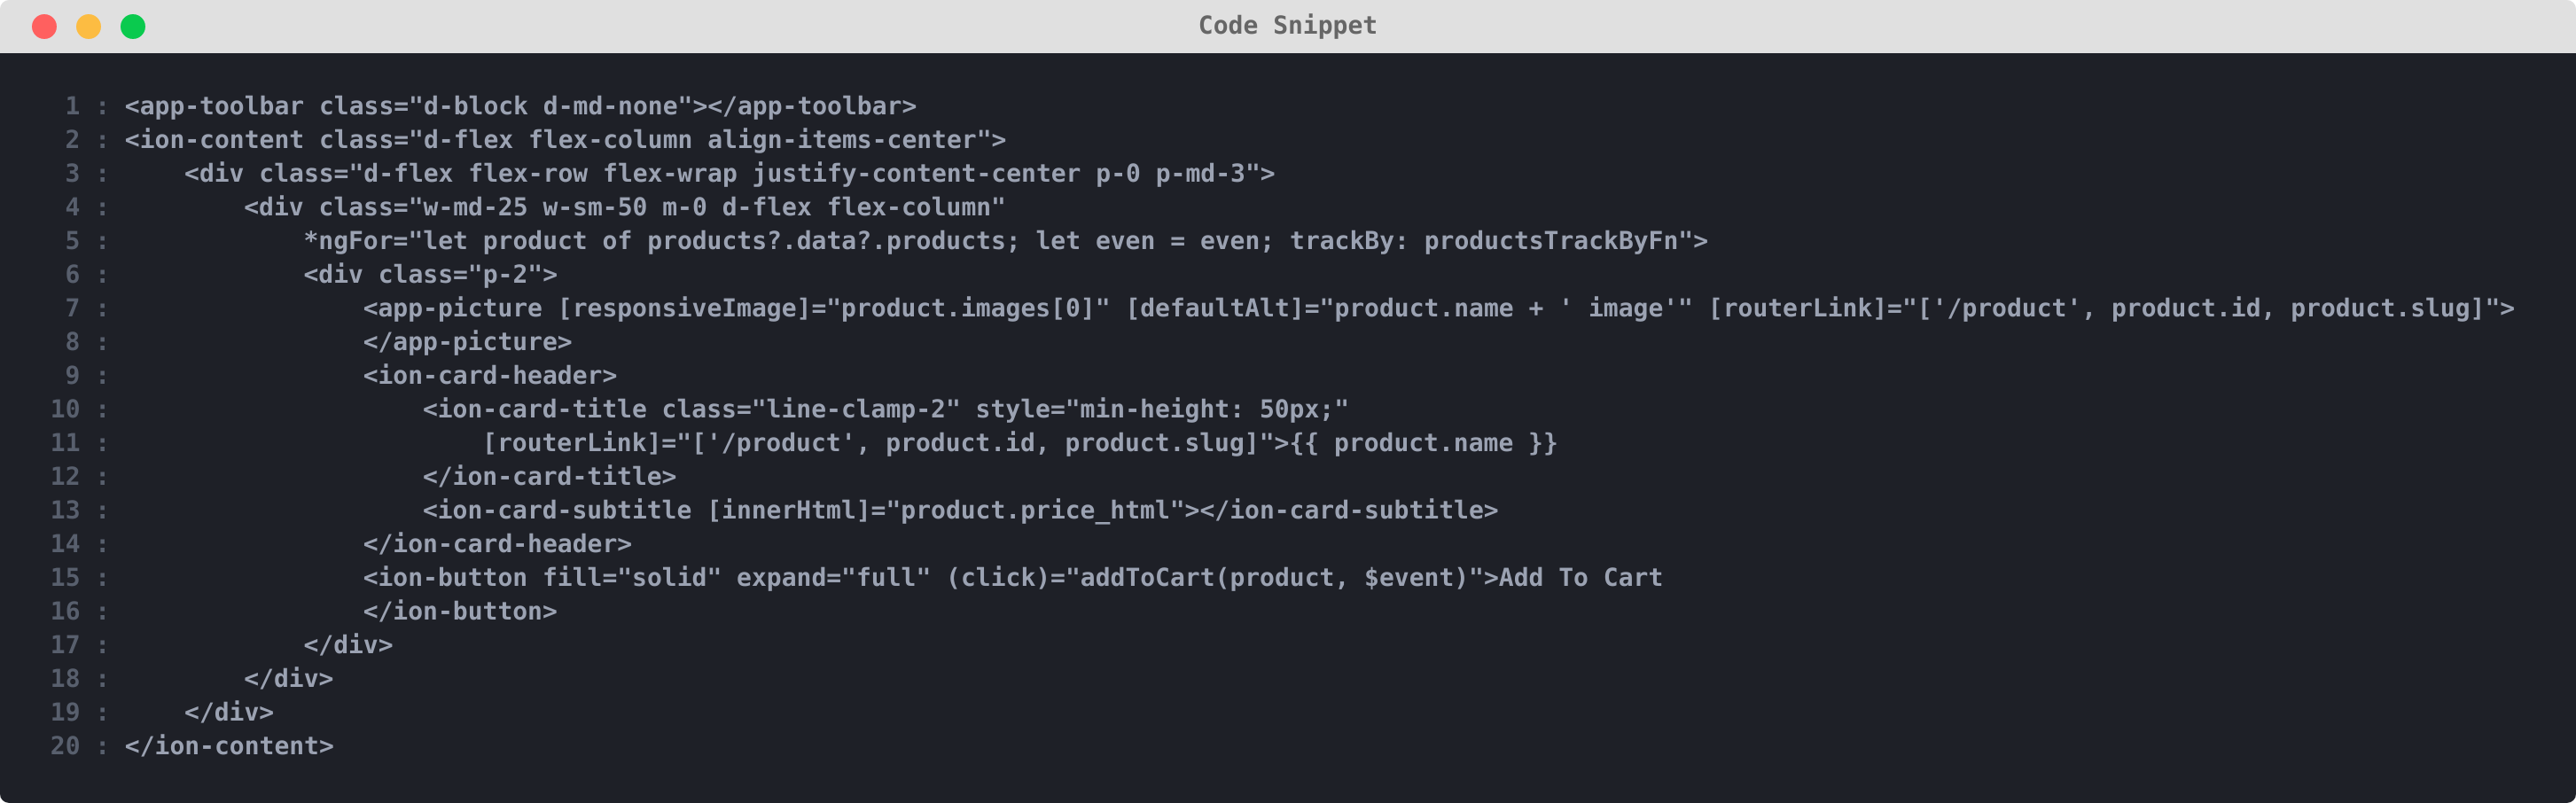 Code Snippet
1 : <app-toolbar class="d-block d-md-none"></app-toolbar>
2 : <ion-content class="d-flex flex-column align-items-center">
3 :     <div class="d-flex flex-row flex-wrap justify-content-center p-0 p-md-3">
4 :         <div class="w-md-25 w-sm-50 m-0 d-flex flex-column"
5 :             *ngFor="let product of products?.data?.products; let even = even; trackBy: productsTrackByFn">
6 :             <div class="p-2">
7 :                 <app-picture [responsiveImage]="product.images[0]" [defaultAlt]="product.name + ' image'" [routerLink]="['/product', product.id, product.slug]">
8 :                 </app-picture>
9 :                 <ion-card-header>
10 :                     <ion-card-title class="line-clamp-2" style="min-height: 50px;"
11 :                         [routerLink]="['/product', product.id, product.slug]">{{ product.name }}
12 :                     </ion-card-title>
13 :                     <ion-card-subtitle [innerHtml]="product.price_html"></ion-card-subtitle>
14 :                 </ion-card-header>
15 :                 <ion-button fill="solid" expand="full" (click)="addToCart(product, $event)">Add To Cart
16 :                 </ion-button>
17 :             </div>
18 :         </div>
19 :     </div>
20 : </ion-content>